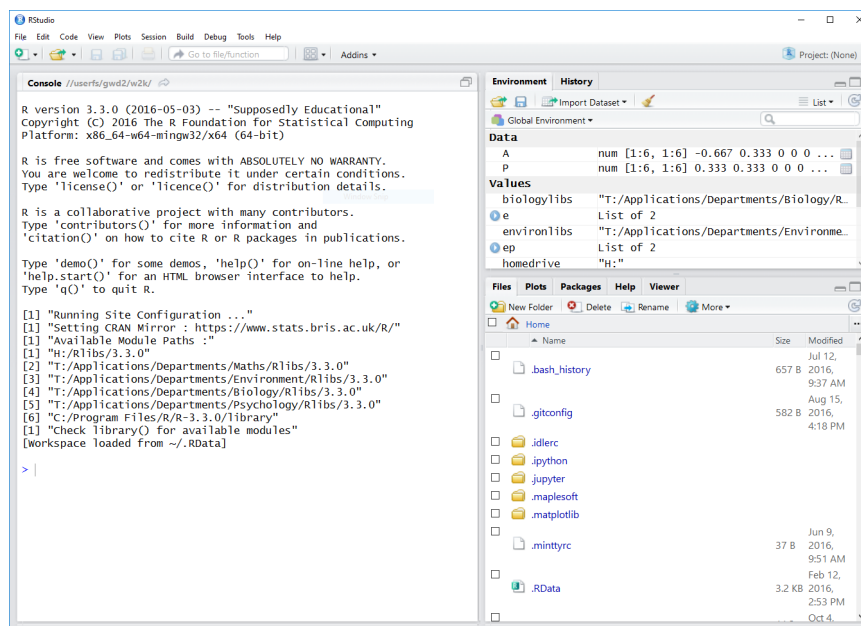 RStudio
File Edit Code View Plots Session Build Debug Tools Help
Go to file/function Addins Project: (None)
Console //userfs/gwd2/w2k/
R version 3.3.0 (2016-05-03) -- "Supposedly Educational"
Copyright (C) 2016 The R Foundation for Statistical Computing
Platform: x86_64-w64-mingw32/x64 (64-bit)
R is free software and comes with ABSOLUTELY NO WARRANTY.
You are welcome to redistribute it under certain conditions.
Type 'license()' or 'licence()' for distribution details.
R is a collaborative project with many contributors.
Type 'contributors()' for more information and
'citation()' on how to cite R or R packages in publications.
Type 'demo()' for some demos, 'help()' for on-line help, or
'help.start()' for an HTML browser interface to help.
Type 'q()' to quit R.
[1] "Running Site Configuration ..."
[1] "Setting CRAN Mirror : https://www.stats.bris.ac.uk/R/"
[1] "Available Module Paths :"
[1] "H:/Rlibs/3.3.0"
[2] "T:/Applications/Departments/Maths/Rlibs/3.3.0"
[3] "T:/Applications/Departments/Environment/Rlibs/3.3.0"
[4] "T:/Applications/Departments/Biology/Rlibs/3.3.0"
[5] "T:/Applications/Departments/Psychology/Rlibs/3.3.0"
[6] "C:/Program Files/R/R-3.3.0/library"
[1] "Check library() for available modules"
[Workspace loaded from ~/.RData]
>
Environment History
Import Dataset List
Global Environment
Data
A num [1:6, 1:6] -0.667 0.333 0 0 0 ...
P num [1:6, 1:6] 0.333 0.333 0 0 0 ...
Values
biologylibs "T:/Applications/Departments/Biology/R...
e List of 2
environlibs "T:/Applications/Departments/Environme...
ep List of 2
homedrive "H:"
Files Plots Packages Help Viewer
New Folder Delete Rename More
Home ...
Name Size Modified
.bash_history 657 B Jul 12, 2016, 9:37 AM
.gitconfig 582 B Aug 15, 2016, 4:18 PM
.idlerc
.ipython
.jupyter
.maplesoft
.matplotlib
.minttyrc 37 B Jun 9, 2016, 9:51 AM
.RData 3.2 KB Feb 12, 2016, 2:53 PM
Oct 4,